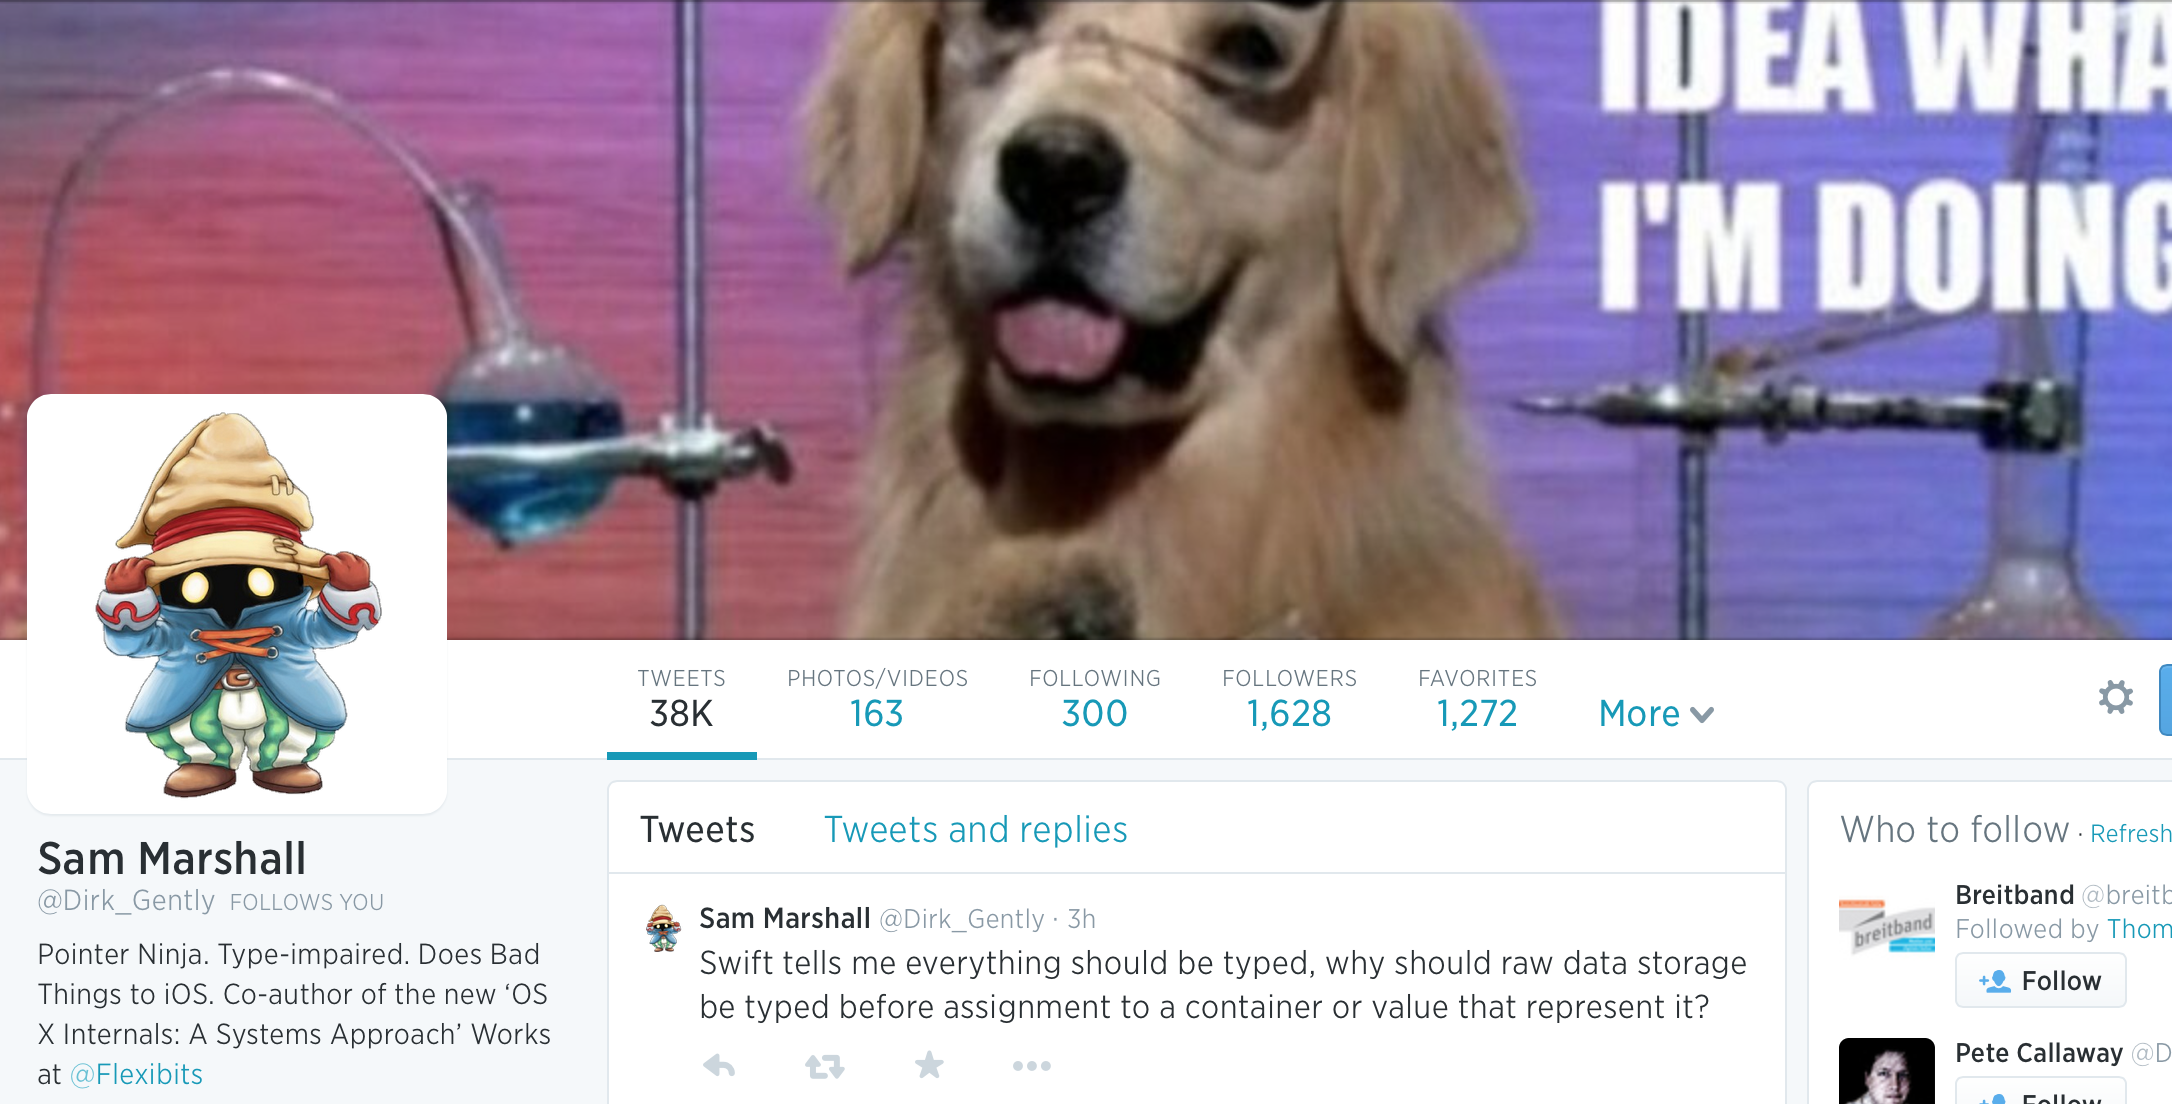 IDEA WHA
I'M DOING
TWEETS
38K
PHOTOS/VIDEOS
163
FOLLOWING
300
FOLLOWERS
1,628
FAVORITES
1,272
More
Sam Marshall
@Dirk_Gently FOLLOWS YOU
Pointer Ninja. Type-impaired. Does Bad
Things to iOS. Co-author of the new ‘OS
X Internals: A Systems Approach’ Works
at @Flexibits
Tweets Tweets and replies
Sam Marshall @Dirk_Gently · 3h
Swift tells me everything should be typed, why should raw data storage
be typed before assignment to a container or value that represent it?
Who to follow · Refresh
breitband
Breitband @breitb
Followed by Thom
Follow
Pete Callaway @D
Follow